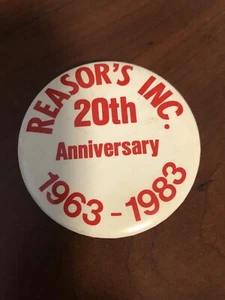 REASOR'S INC.
20th
Anniversary
1963-1983